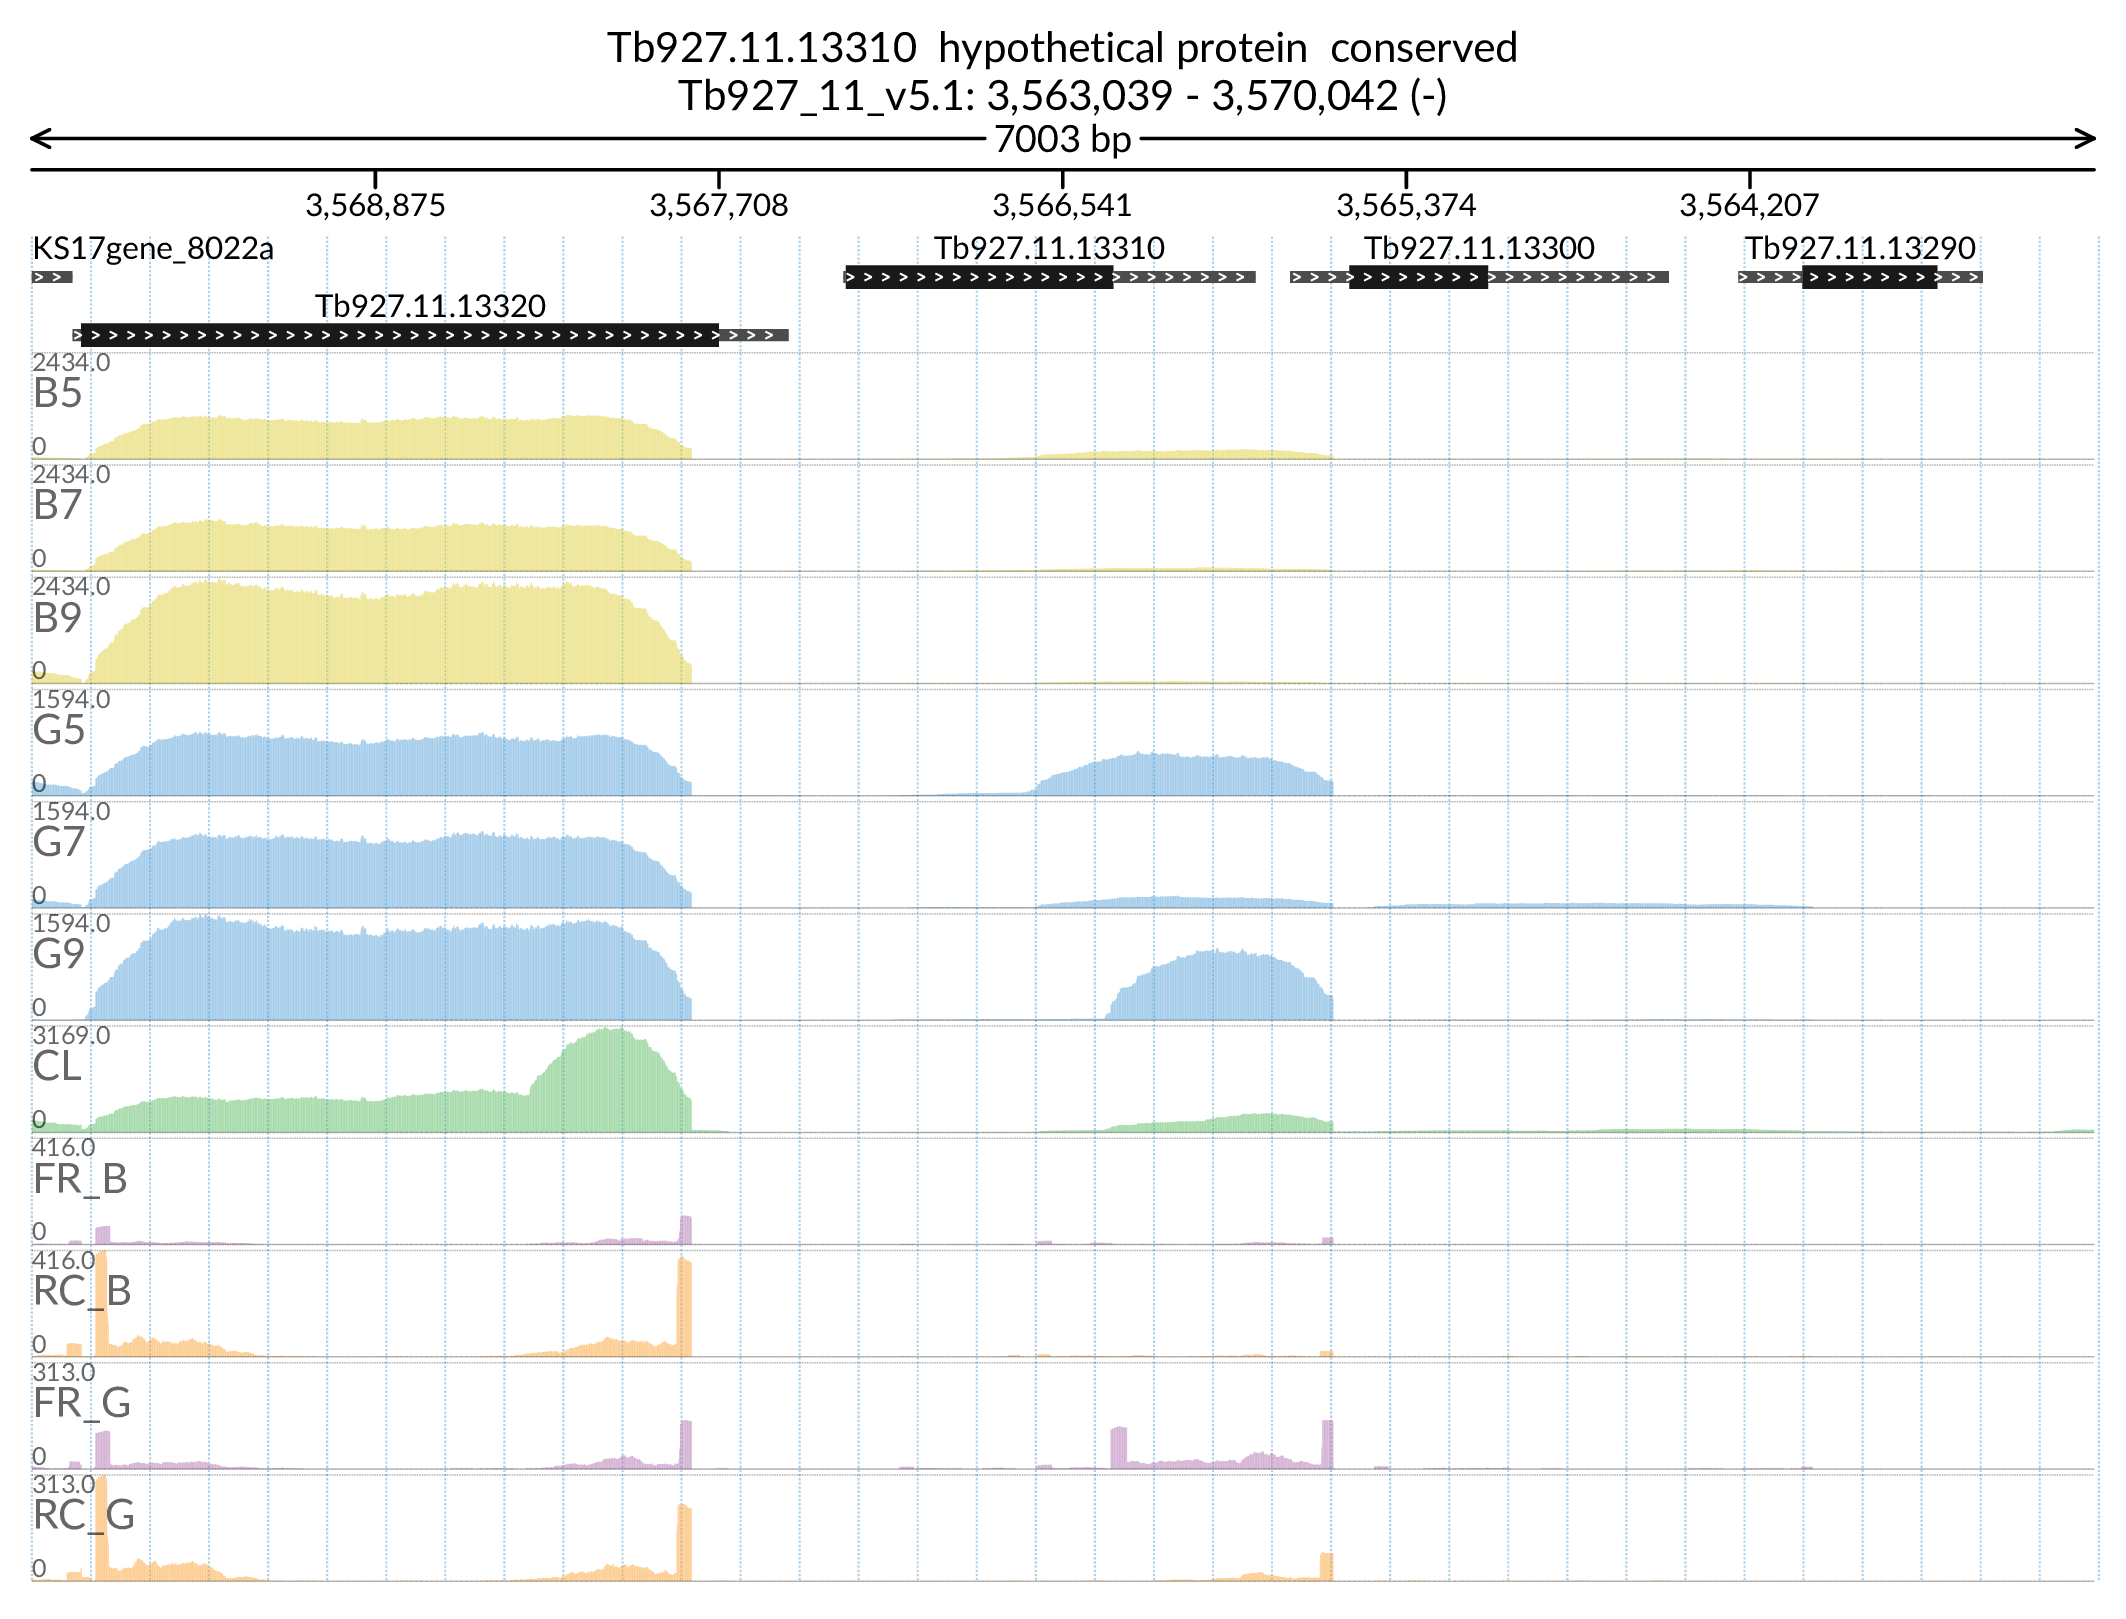 Tb927.11.13310  hypothetical protein  conserved
Tb927_11_v5.1: 3,563,039 - 3,570,042 (-)
7003 bp
3,568,875 3,567,708 3,566,541 3,565,374 3,564,207
KS17gene_8022a Tb927.11.13310 Tb927.11.13300 Tb927.11.13290
Tb927.11.13320
2434.0
B5
0
2434.0
B7
0
2434.0
B9
0
1594.0
G5
0
1594.0
G7
0
1594.0
G9
0
3169.0
CL
0
416.0
FR_B
0
416.0
RC_B
0
313.0
FR_G
0
313.0
RC_G
0